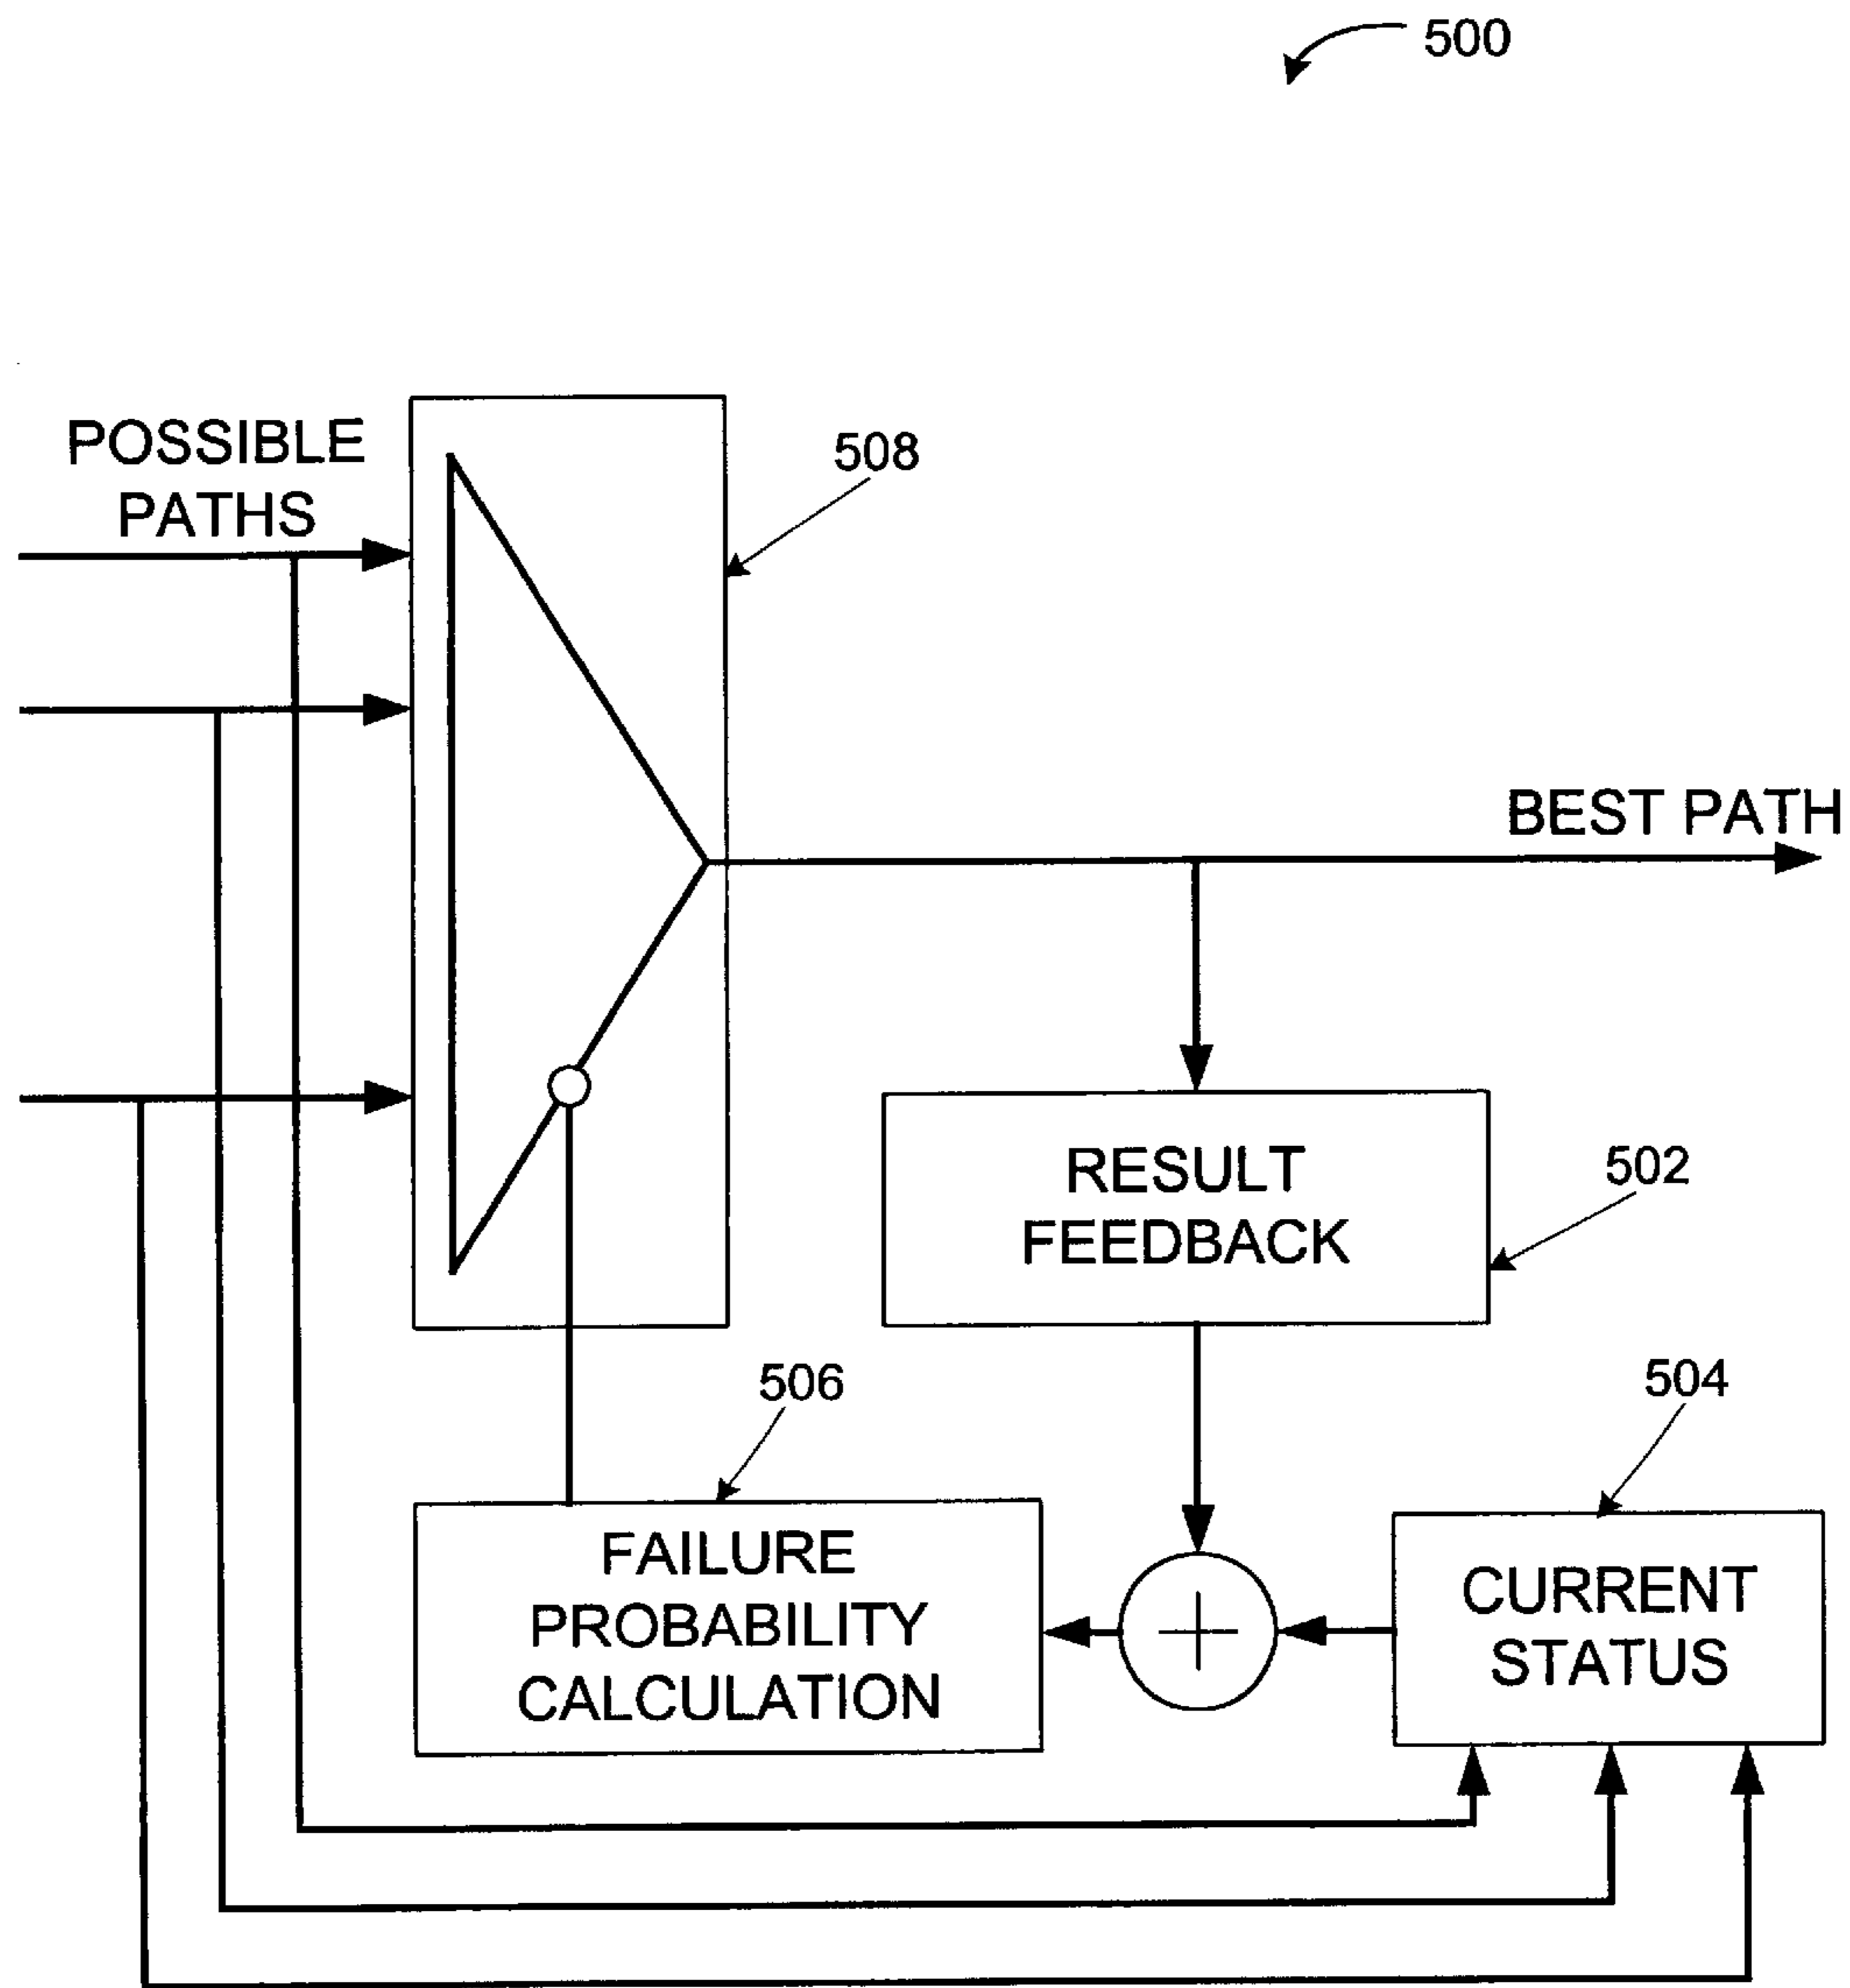 500
POSSIBLE
PATHS
508
BEST PATH
RESULT
FEEDBACK
502
506
504
FAILURE
PROBABILITY
CALCULATION
CURRENT
STATUS